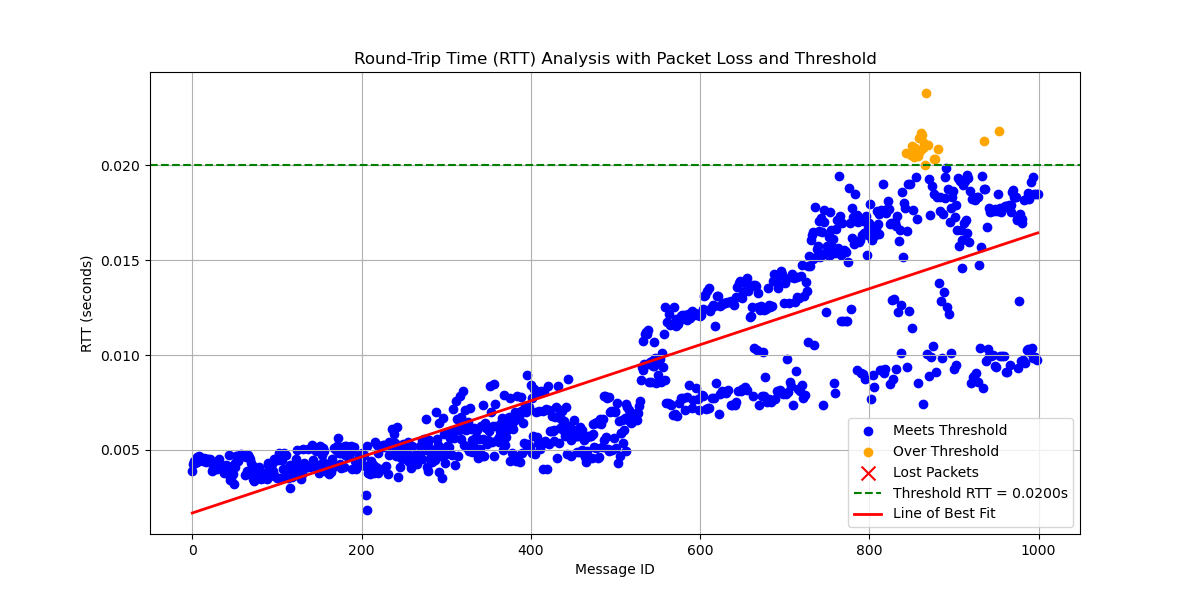 Round-Trip Time (RTT) Analysis with Packet Loss and Threshold
RTT (seconds)
0.020
0.015
0.010
0.005
0 200 400 600 800 1000
Message ID
Meets Threshold
Over Threshold
Lost Packets
Threshold RTT = 0.0200s
Line of Best Fit